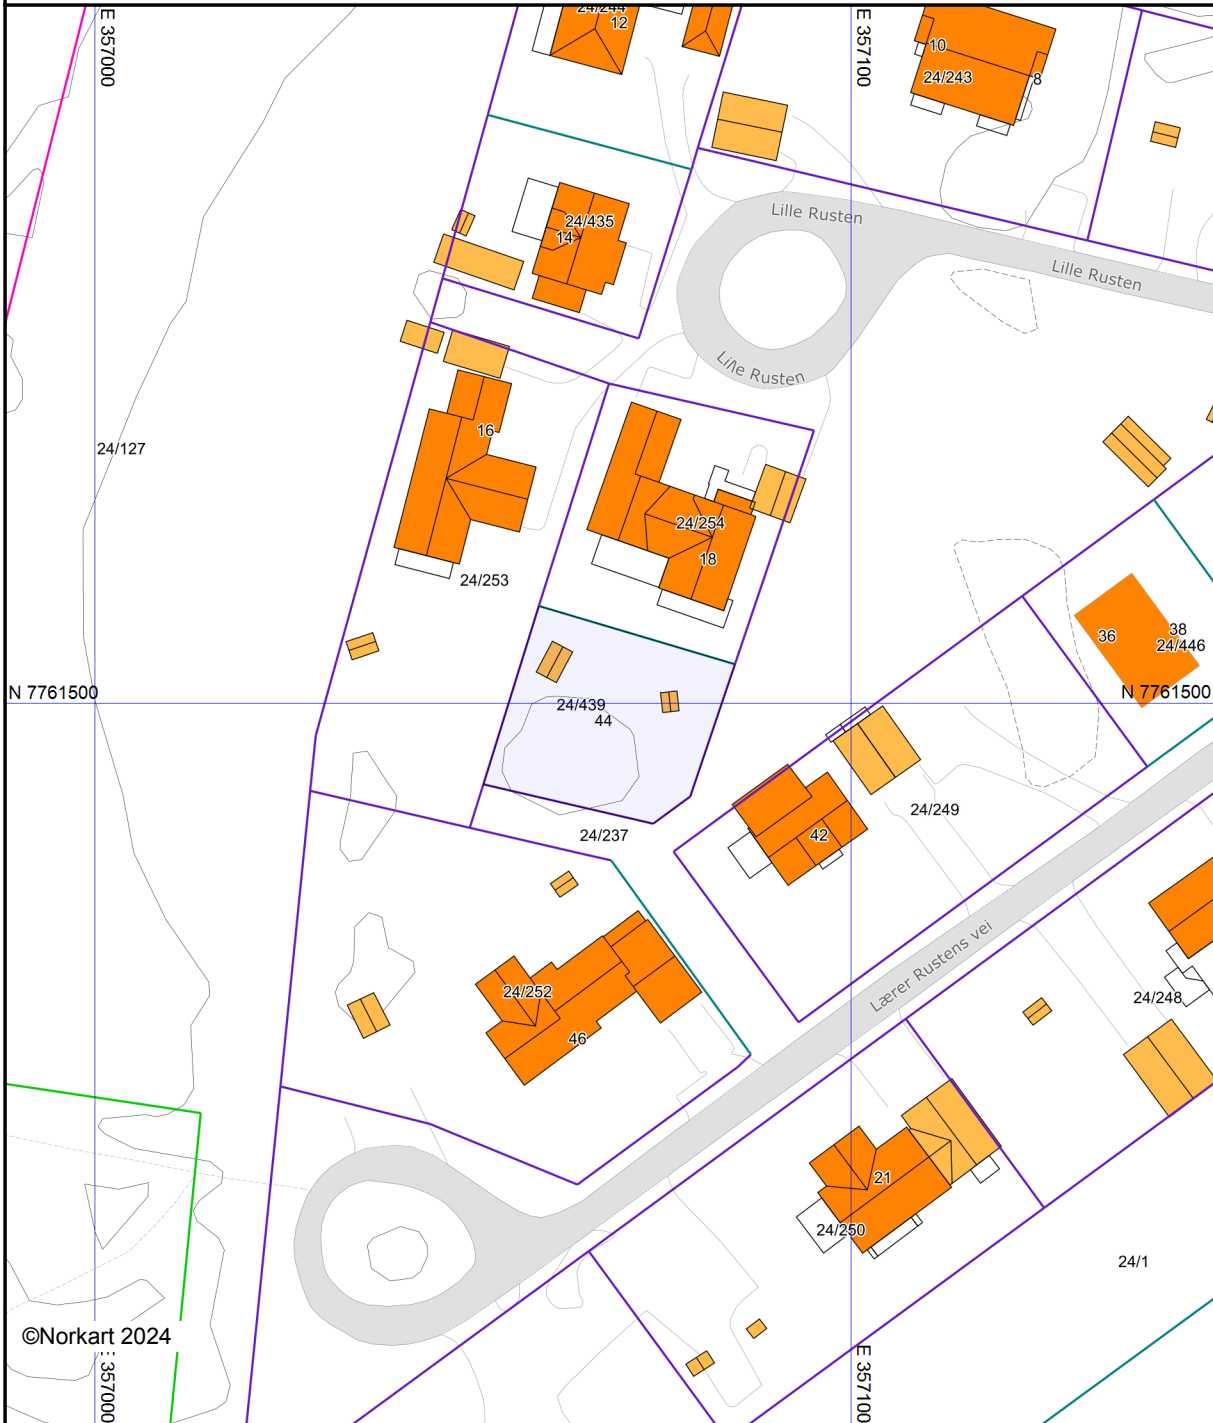 24/244
12
E 357000
E 357100
10
24/243
8
24/435
14
Lille Rusten
Lille Rusten
Lille Rusten
24/127
16
24/254
18
24/253
36
38
24/446
N 7761500
N 7761500
24/439
44
24/249
42
24/237
Lærer Rustens vei
24/252
46
24/248
21
24/250
24/1
©Norkart 2024
E 357000
E 357100